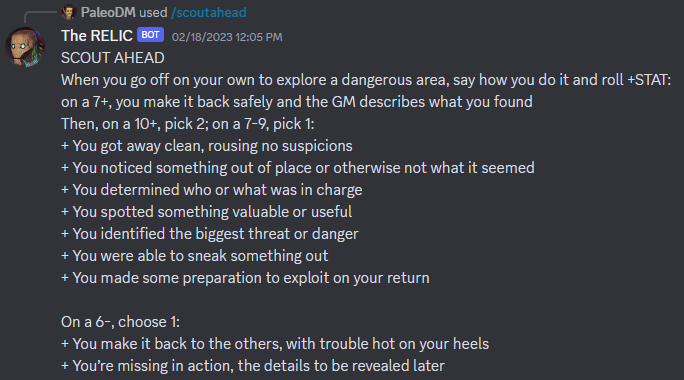 PaleoDM used /scoutahead
The RELIC BOT 02/18/2023 12:05 PM
SCOUT AHEAD
When you go off on your own to explore a dangerous area, say how you do it and roll +STAT:
on a 7+, you make it back safely and the GM describes what you found
Then, on a 10+, pick 2; on a 7-9, pick 1:
+ You got away clean, rousing no suspicions
+ You noticed something out of place or otherwise not what it seemed
+ You determined who or what was in charge
+ You spotted something valuable or useful
+ You identified the biggest threat or danger
+ You were able to sneak something out
+ You made some preparation to exploit on your return
On a 6-, choose 1:
+ You make it back to the others, with trouble hot on your heels
+ You’re missing in action, the details to be revealed later